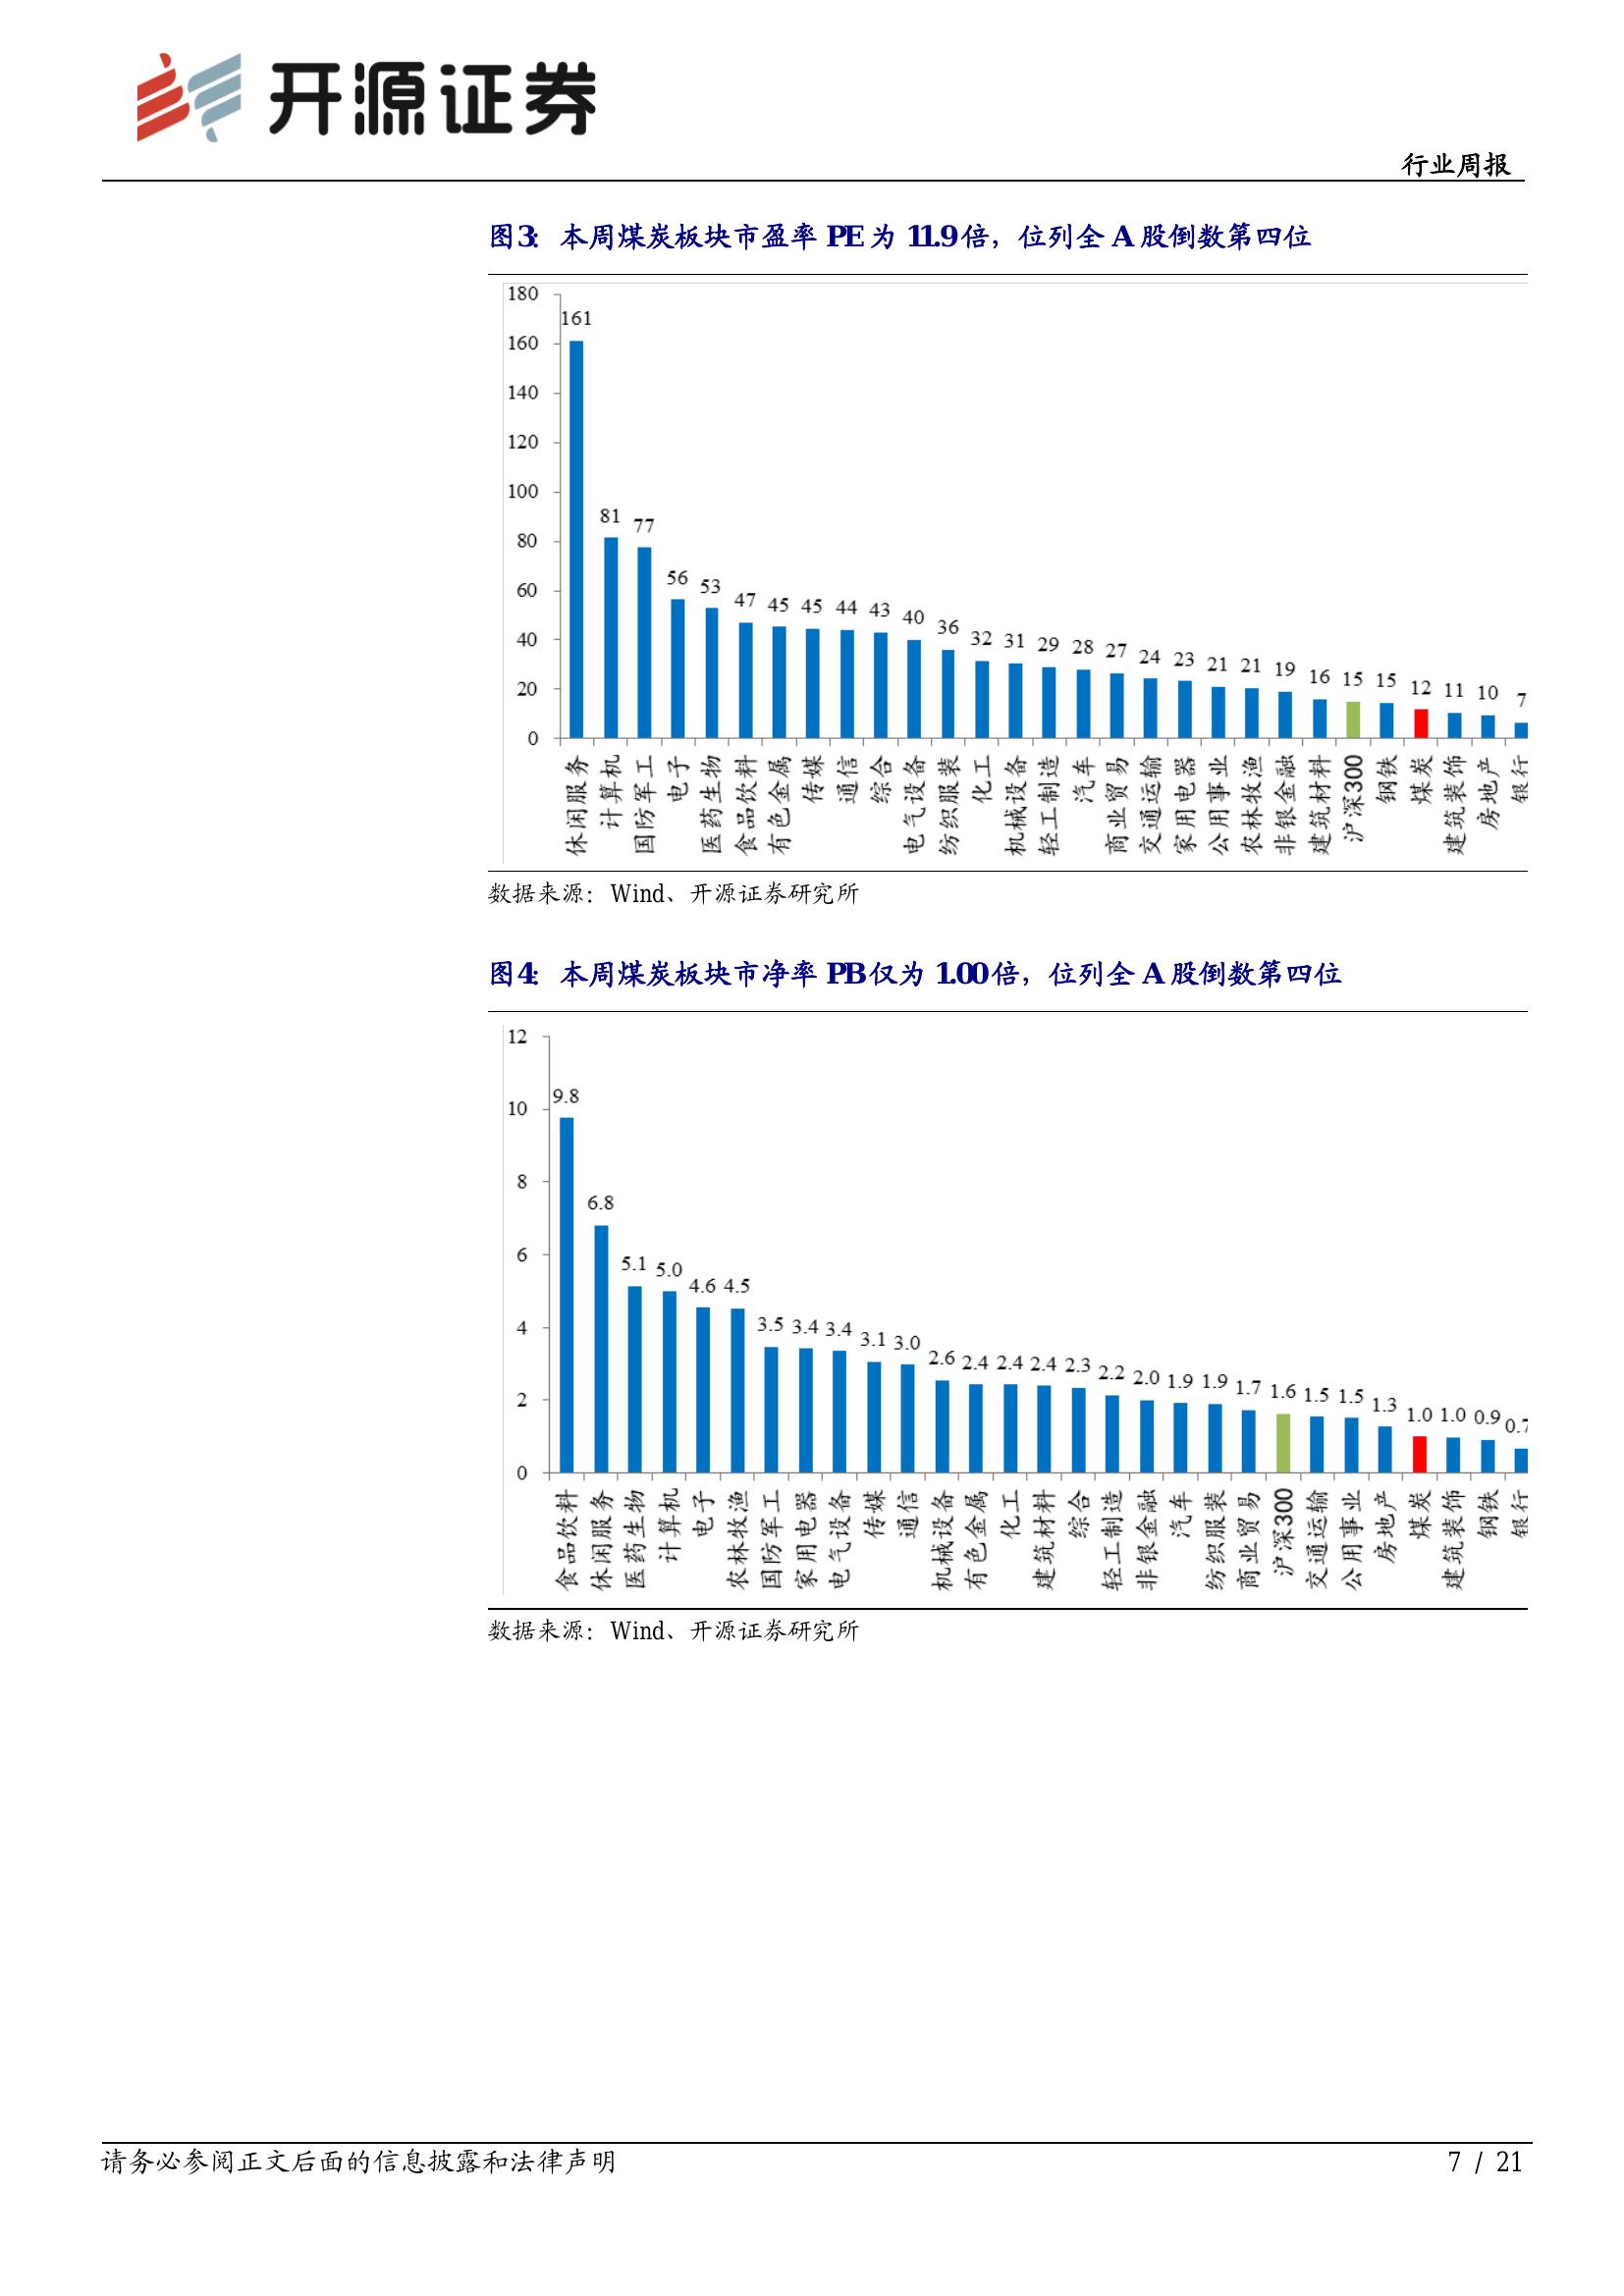 开源证券
行业周报
图3: 本周煤炭板块市盈率 PE 为 11.9倍，位列全 A 股倒数第四位
180
160
140
120
100
80
60
40
20
0
161 81 77 56 53 47 45 45 44 43 40 36 32 31 29 28 27 24 23 21 21 19 16 15 15 12 11 10 7
休闲服务 计算机 国防军工 电子 医药生物 食品饮料 有色金属 传媒 通信 综合 电气设备 纺织服装 化工 机械设备 轻工制造 汽车 商业贸易 交通运输 家用电器 公用事业 农林牧渔 非银金融 建筑材料 沪深300 钢铁 煤炭 建筑装饰 房地产 银行
数据来源：Wind、开源证券研究所
图4: 本周煤炭板块市净率 PB仅为 1.00倍，位列全 A 股倒数第四位
12
10
8
6
4
2
0
9.8 6.8 5.1 5.0 4.6 4.5 3.5 3.4 3.4 3.1 3.0 2.6 2.4 2.4 2.4 2.3 2.2 2.0 1.9 1.9 1.7 1.6 1.5 1.5 1.3 1.0 1.0 0.9 0.7
食品饮料 休闲服务 医药生物 计算机 电子 农林牧渔 国防军工 家用电器 电气设备 传媒 通信 机械设备 有色金属 化工 建筑材料 综合 轻工制造 非银金融 汽车 纺织服装 商业贸易 沪深300 交通运输 公用事业 房地产 煤炭 建筑装饰 钢铁 银行
数据来源：Wind、开源证券研究所
请务必参阅正文后面的信息披露和法律声明
7 / 21